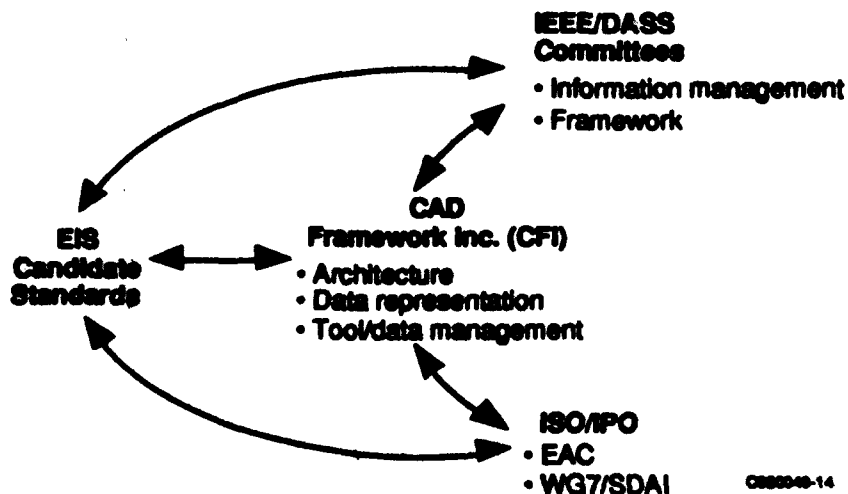 IEEE/DASS
Committees
• Information management
• Framework
CAD
Framework Inc. (CFI)
• Architecture
• Data representation
• Tool/data management
EIS
Candidate
Standards
ISO/IPO
• EAC
• WG7/SDAI